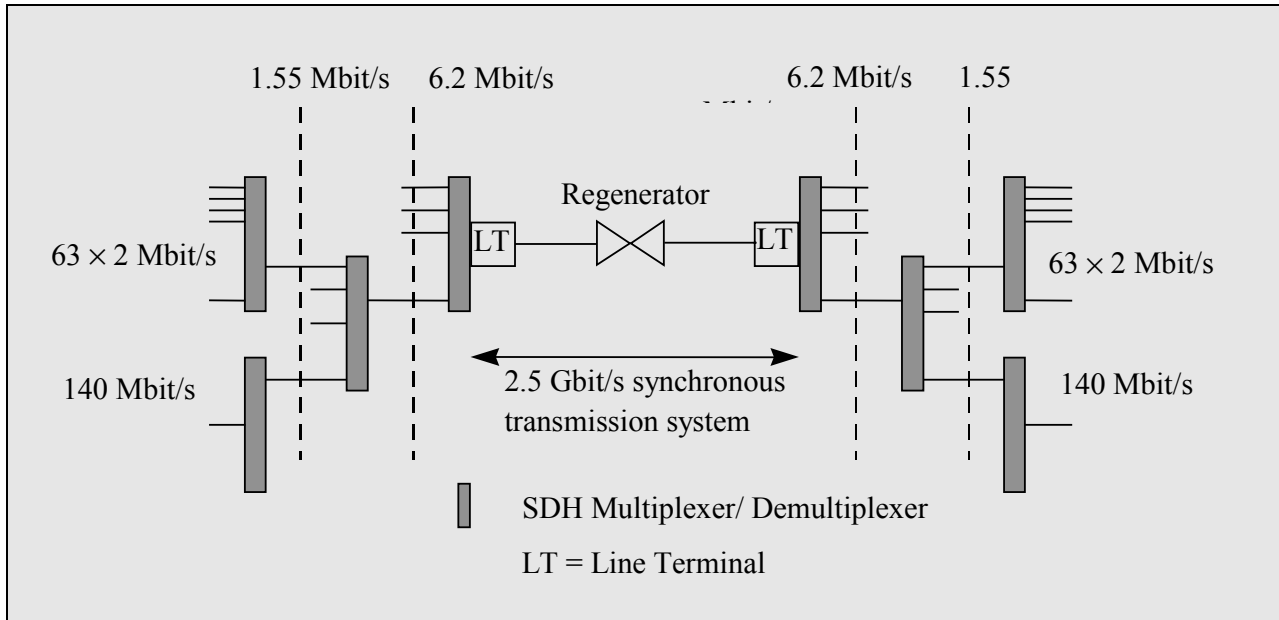 1.55 Mbit/s 6.2 Mbit/s 6.2 Mbit/s 1.55
Regenerator
LT LT
63 × 2 Mbit/s 63 × 2 Mbit/s
140 Mbit/s 2.5 Gbit/s synchronous 140 Mbit/s
transmission system
SDH Multiplexer/ Demultiplexer
LT = Line Terminal